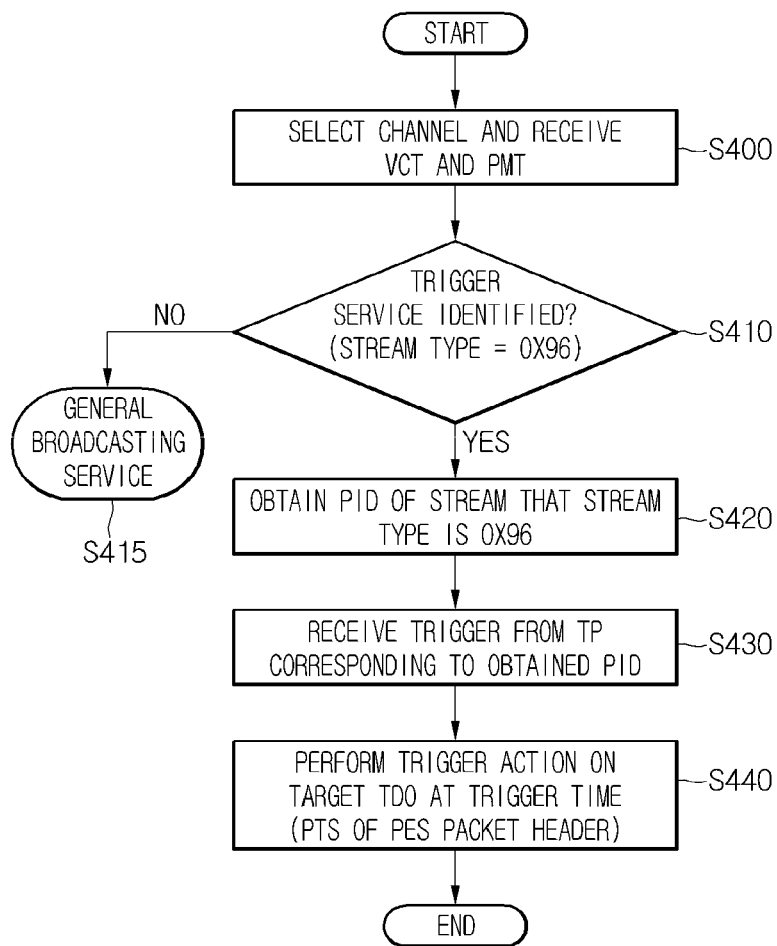 START
SELECT CHANNEL AND RECEIVE
VCT AND PMT
S400
TRIGGER
SERVICE IDENTIFIED?
(STREAM TYPE = 0X96)
S410
NO
GENERAL
BROADCASTING
SERVICE
S415
YES
OBTAIN PID OF STREAM THAT STREAM
TYPE IS 0X96
S420
RECEIVE TRIGGER FROM TP
CORRESPONDING TO OBTAINED PID
S430
PERFORM TRIGGER ACTION ON
TARGET TDO AT TRIGGER TIME
(PTS OF PES PACKET HEADER)
S440
END